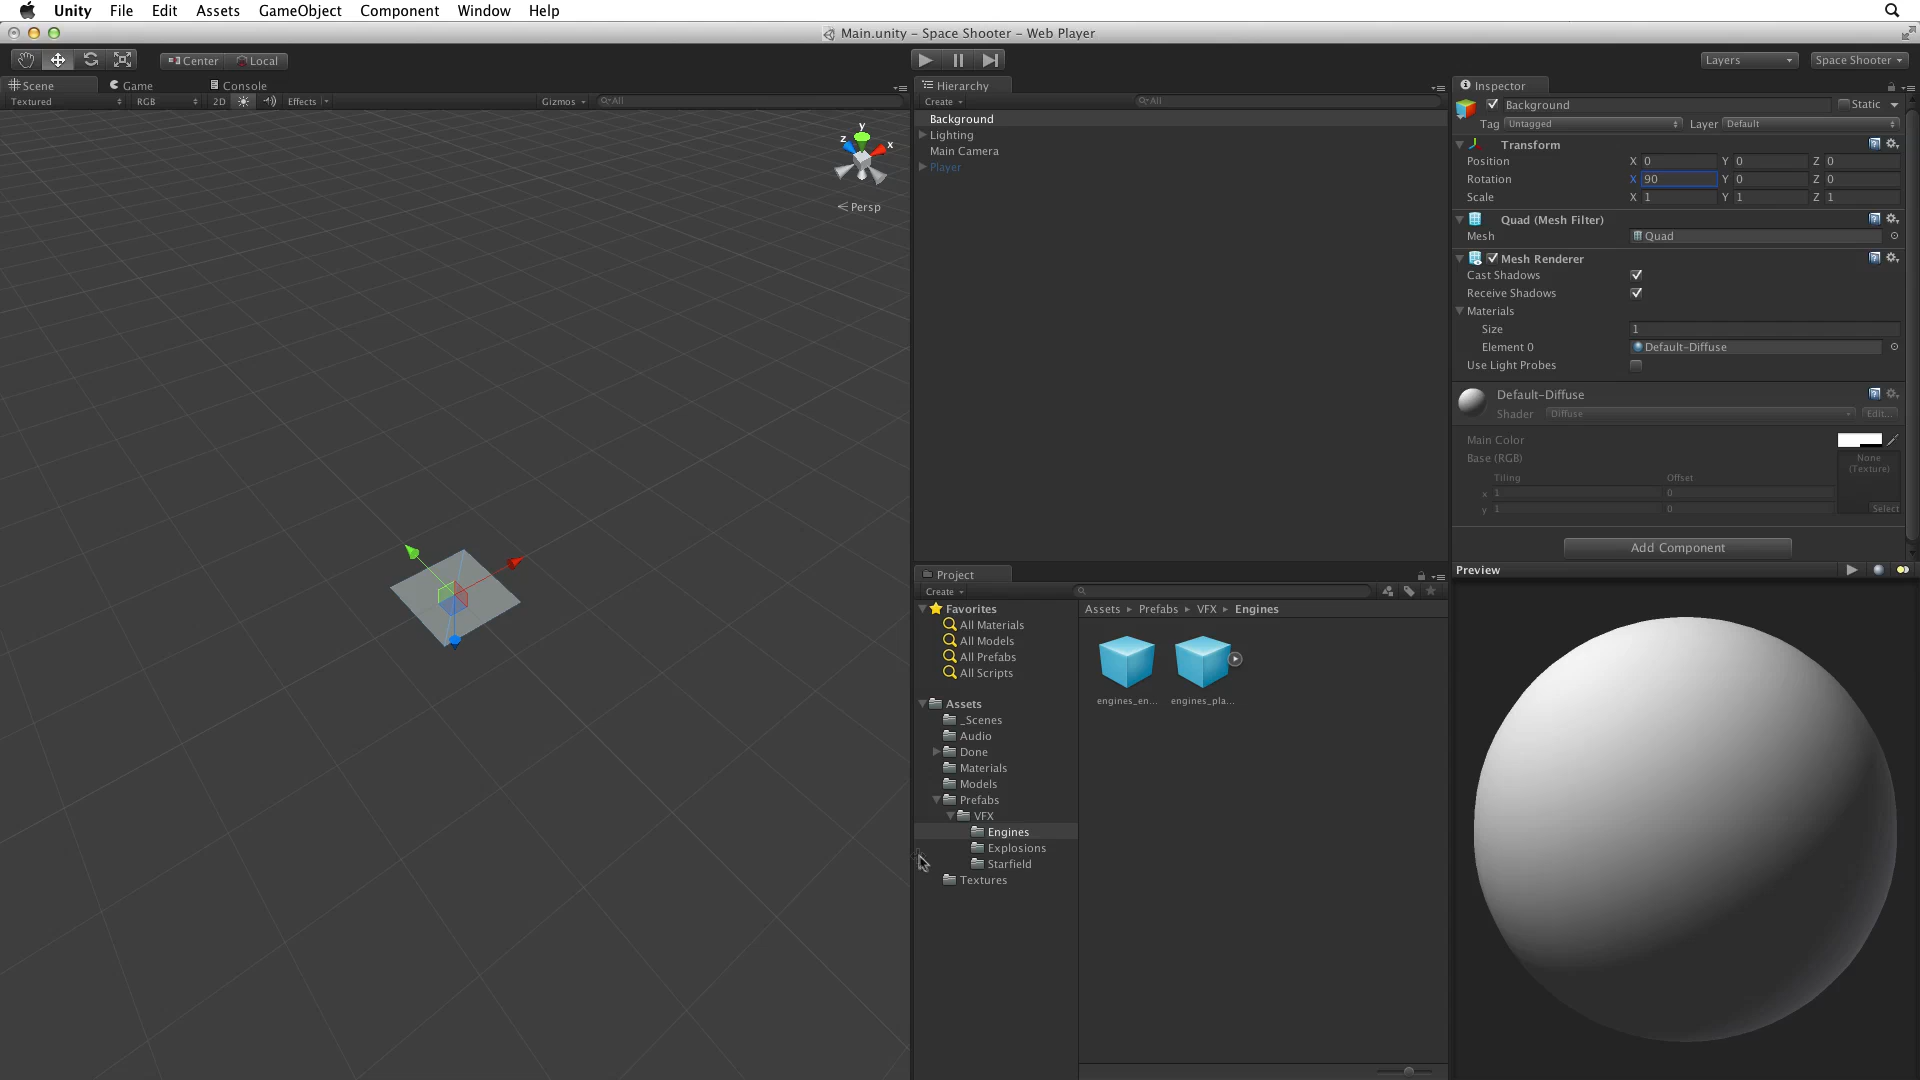 Unity File Edit Assets GameObject Component Window Help
Main.unity – Space Shooter – Web Player
Center Local
Layers Space Shooter
Scene Game Console
Textured RGB 2D Effects Gizmos All
y
z x
Persp
Hierarchy
Create All
Background
Lighting
Main Camera
Player
Project
Create
Favorites
All Materials
All Models
All Prefabs
All Scripts
Assets
_Scenes
Audio
Done
Materials
Models
Prefabs
VFX
Engines
Explosions
Starfield
Textures
Assets Prefabs VFX Engines
engines_en... engines_pla...
Inspector
Background Static
Tag Untagged Layer Default
Transform
Position X 0 Y 0 Z 0
Rotation X 90 Y 0 Z 0
Scale X 1 Y 1 Z 1
Quad (Mesh Filter)
Mesh Quad
Mesh Renderer
Cast Shadows
Receive Shadows
Materials
Size 1
Element 0 Default-Diffuse
Use Light Probes
Default-Diffuse
Shader Diffuse Edit...
Main Color
Base (RGB) None
(Texture)
Tiling Offset
x 1 0
y 1 0 Select
Add Component
Preview